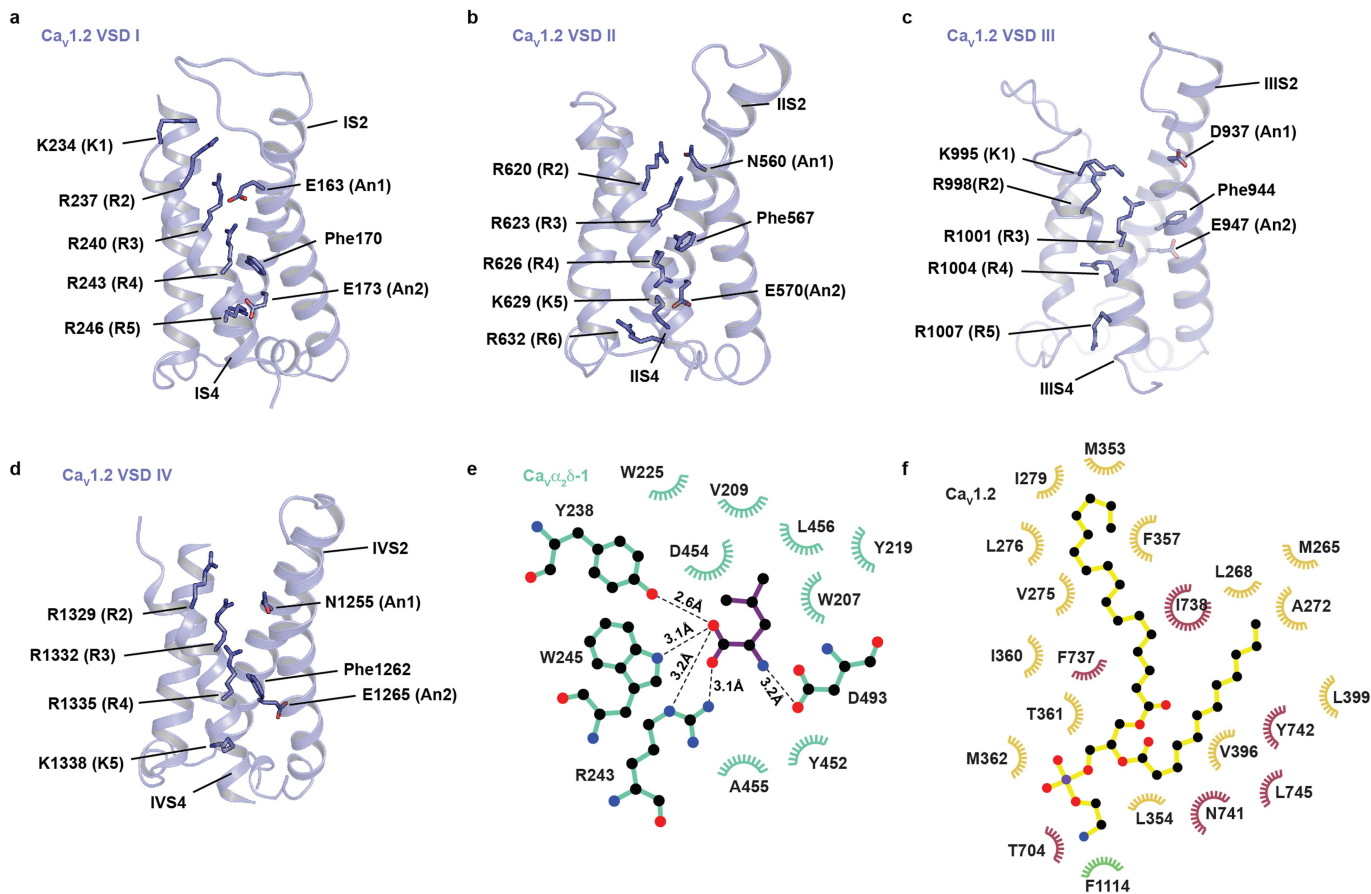 a
Ca_V1.2 VSD I
IS2
K234 (K1)
E163 (An1)
R237 (R2)
R240 (R3)
Phe170
R243 (R4)
E173 (An2)
R246 (R5)
IS4
b
Ca_V1.2 VSD II
IIS2
R620 (R2)
N560 (An1)
R623 (R3)
Phe567
R626 (R4)
K629 (K5)
E570(An2)
R632 (R6)
IIS4
c
Ca_V1.2 VSD III
IIIS2
D937 (An1)
K995 (K1)
R998(R2)
Phe944
R1001 (R3)
E947 (An2)
R1004 (R4)
R1007 (R5)
IIIS4
d
Ca_V1.2 VSD IV
IVS2
R1329 (R2)
N1255 (An1)
R1332 (R3)
Phe1262
R1335 (R4)
E1265 (An2)
K1338 (K5)
IVS4
e
Ca_Vα_2δ-1
W225
V209
Y238
L456
D454
Y219
2.6Å
W207
3.1Å
W245
3.2Å
3.1Å
3.2Å
D493
R243
Y452
A455
f
Ca_V1.2
M353
I279
F357
L276
M265
L268
V275
I738
A272
I360
F737
L399
T361
Y742
M362
V396
L745
L354
N741
T704
F1114